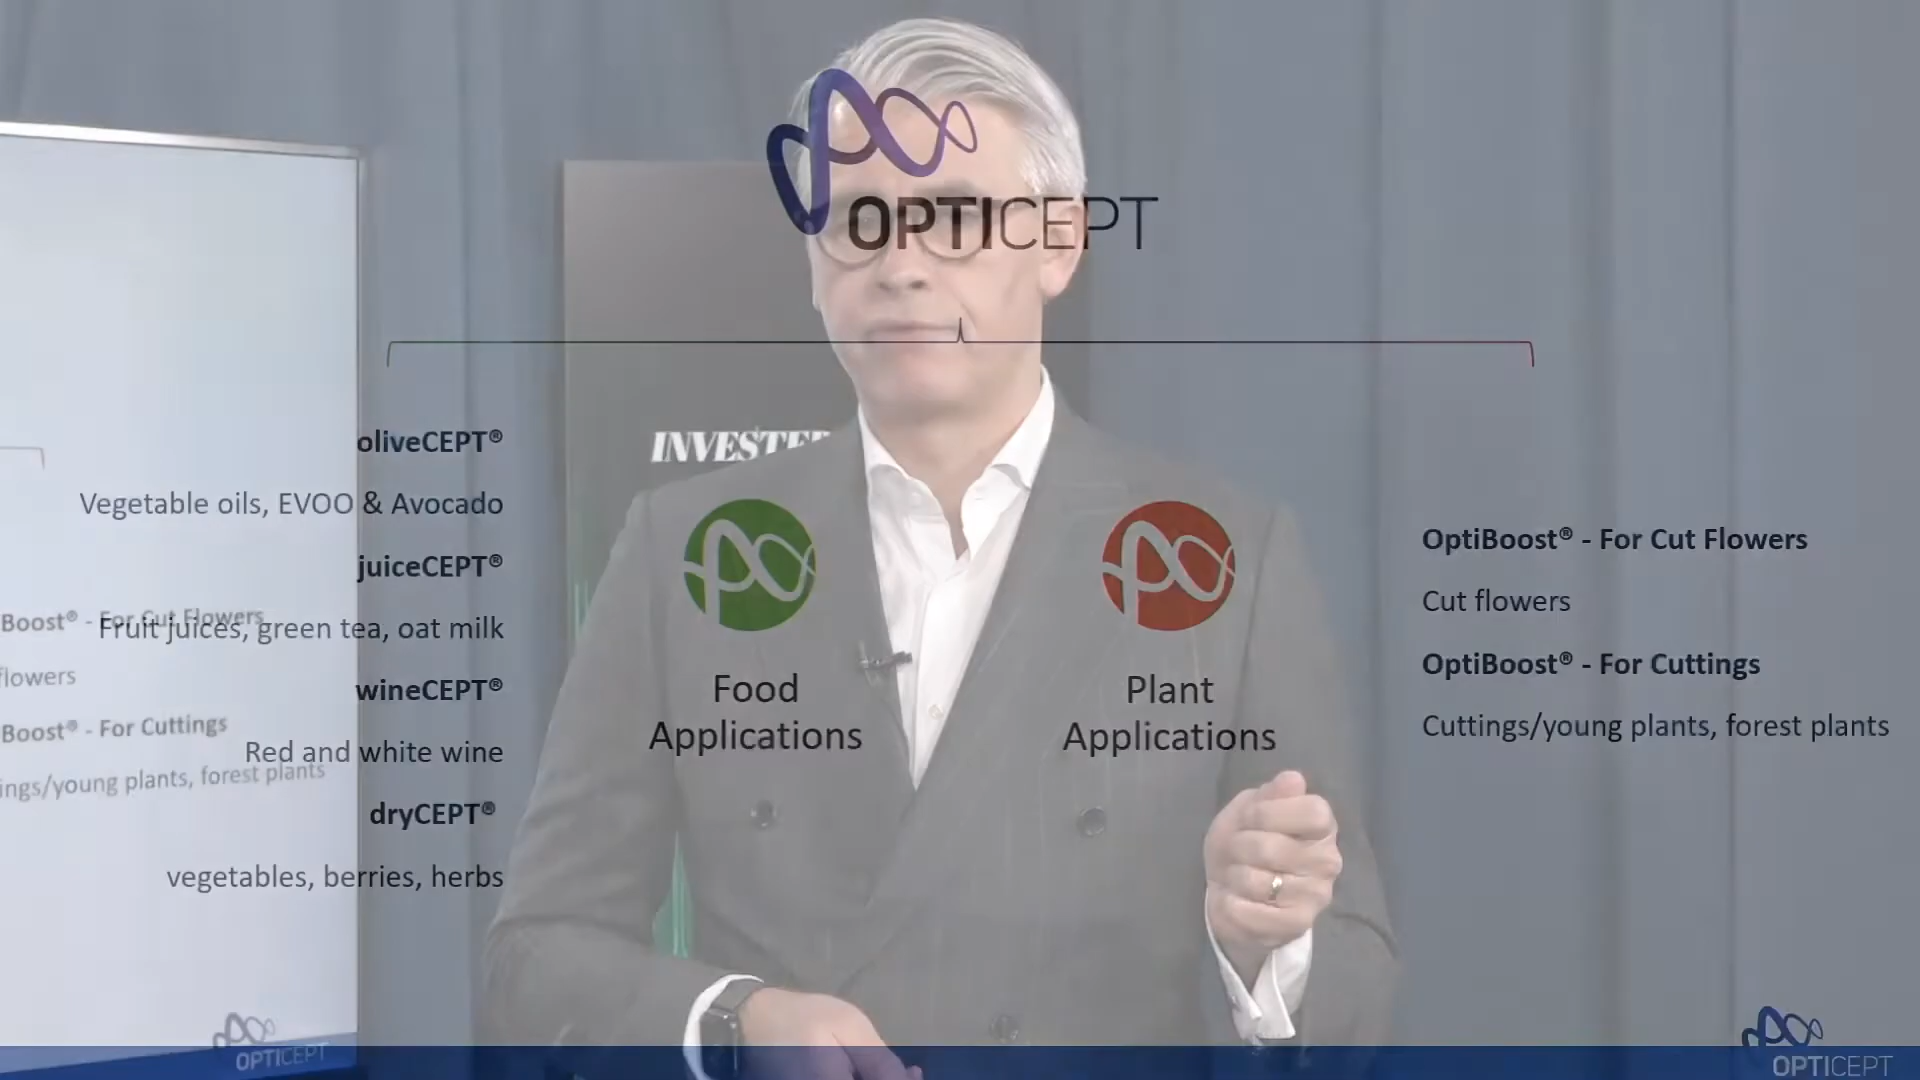 OPTICEPT
INVESTE
oliveCEPT®
Vegetable oils, EVOO & Avocado
juiceCEPT®
Fruit juices, green tea, oat milk
wineCEPT®
Red and white wine
dryCEPT®
vegetables, berries, herbs
Food
Applications
Plant
Applications
OptiBoost® - For Cut Flowers
Cut flowers
OptiBoost® - For Cuttings
Cuttings/young plants, forest plants
Boost® - For Cut Flowers
flowers
Boost® - For Cuttings
ings/young plants, forest plants
OPTICEPT
OPTICEPT